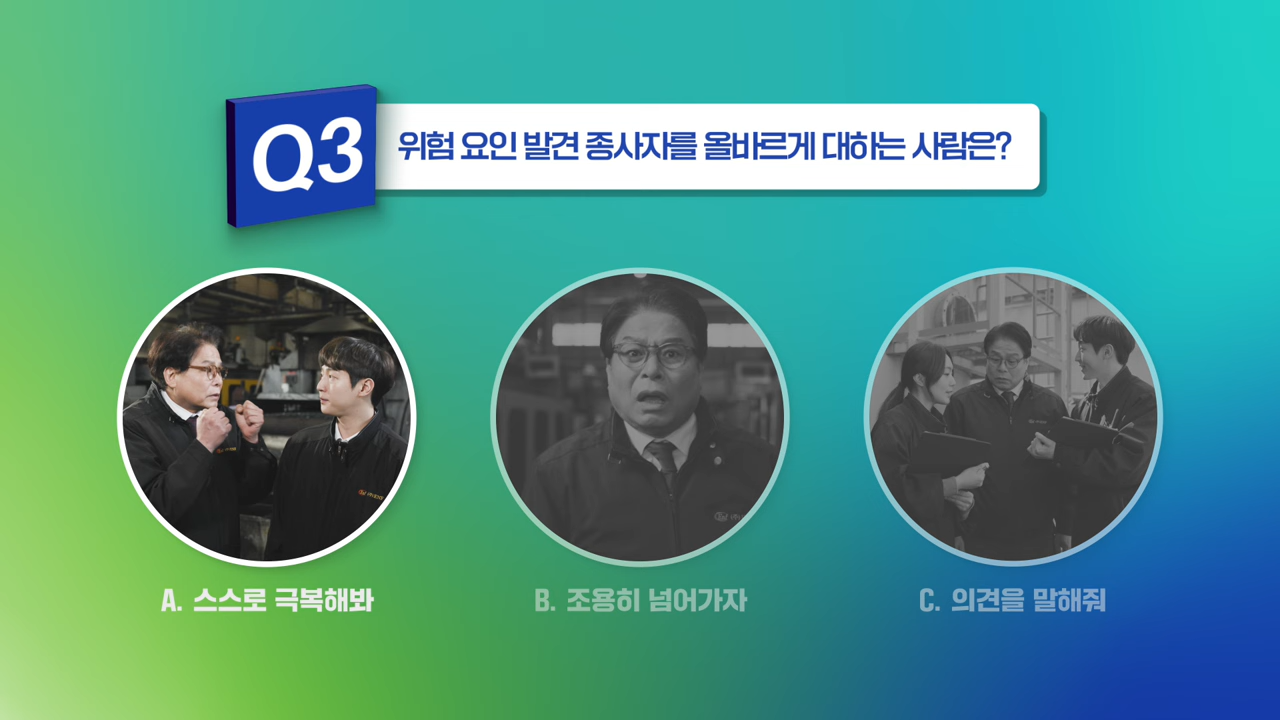 Q3
위험 요인 발견 종사자를 올바르게 대하는 사람은?
A. 스스로 극복해봐
B. 조용히 넘어가자
C. 의견을 말해줘